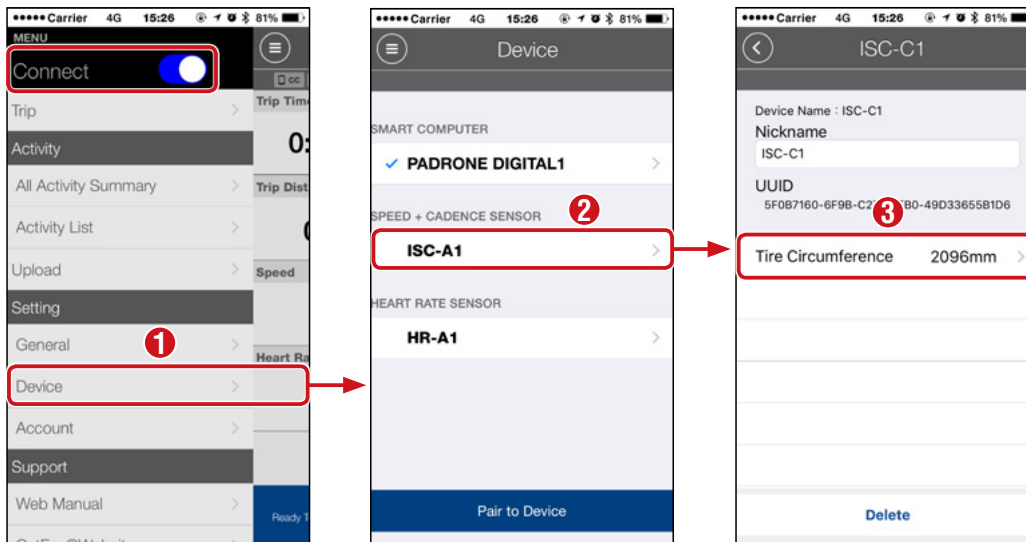 Carrier 4G 15:26 81%
MENU
Connect
Trip
Activity
All Activity Summary
Activity List
Upload
Setting
General
1
Device
Account
Support
Web Manual
cc
Trip Time
0:
Trip Dist
Speed
Heart Ra
Ready T
Carrier 4G 15:26 81%
Device
SMART COMPUTER
PADRONE DIGITAL1
SPEED + CADENCE SENSOR
2
ISC-A1
HEART RATE SENSOR
HR-A1
Pair to Device
Carrier 4G 15:26 81%
ISC-C1
Device Name : ISC-C1
Nickname
ISC-C1
UUID
5F0B7160-6F9B-C2 B0-49D33655B1D6
3
Tire Circumference 2096mm
Delete